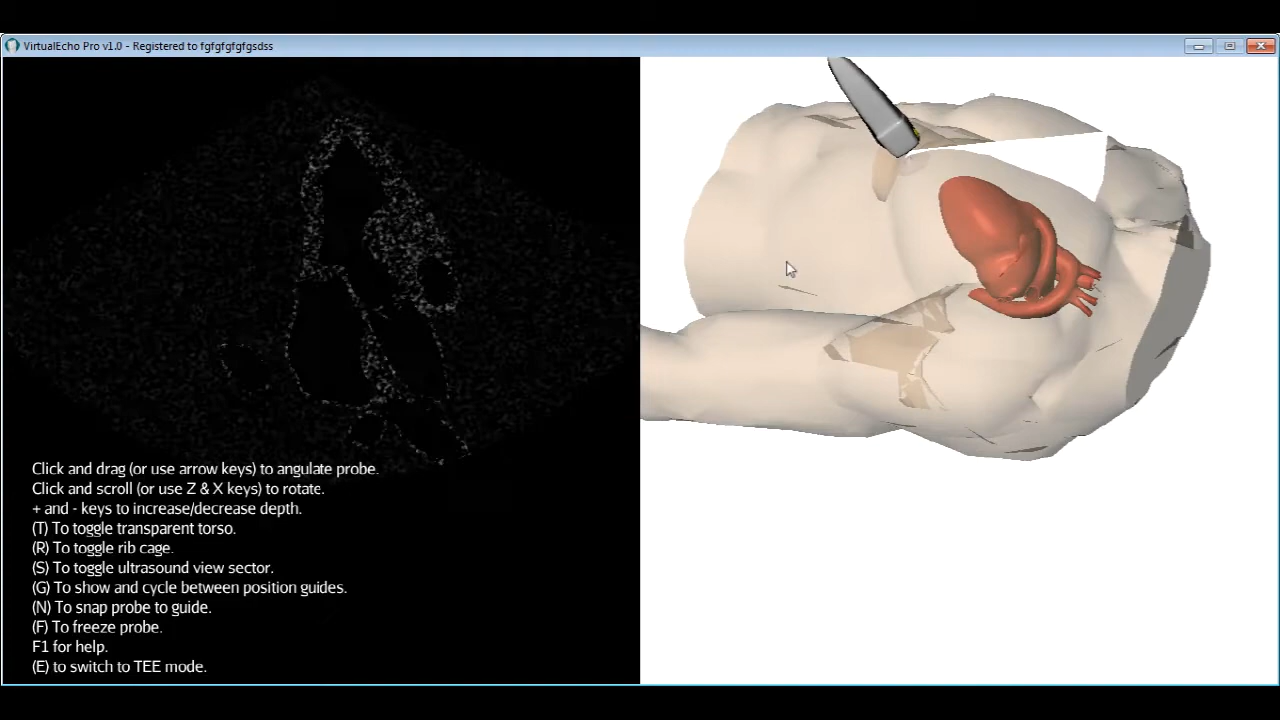 VirtualEcho Pro v1.0 - Registered to fgfgfgfgfgsdss
Click and drag (or use arrow keys) to angulate probe.
Click and scroll (or use Z & X keys) to rotate.
+ and - keys to increase/decrease depth.
(T) To toggle transparent torso.
(R) To toggle rib cage.
(S) To toggle ultrasound view sector.
(G) To show and cycle between position guides.
(N) To snap probe to guide.
(F) To freeze probe.
F1 for help.
(E) to switch to TEE mode.